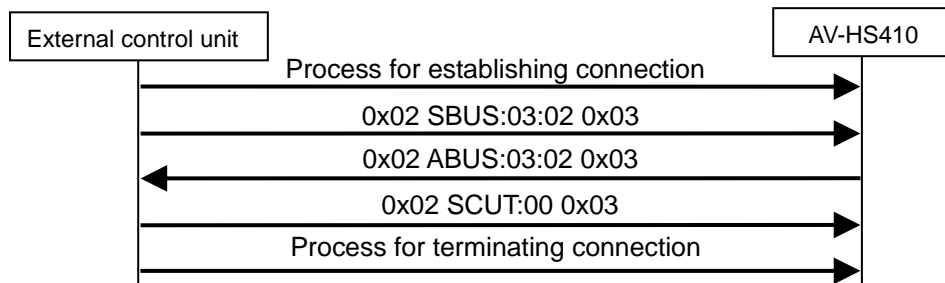 External control unit
AV-HS410
Process for establishing connection
0x02 SBUS:03:02 0x03
0x02 ABUS:03:02 0x03
0x02 SCUT:00 0x03
Process for terminating connection